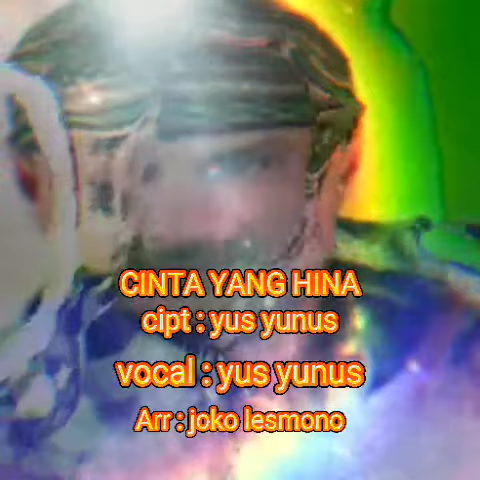 CINTA YANG HINA
cipt : yus yunus
vocal : yus yunus
Arr : joko lesmono